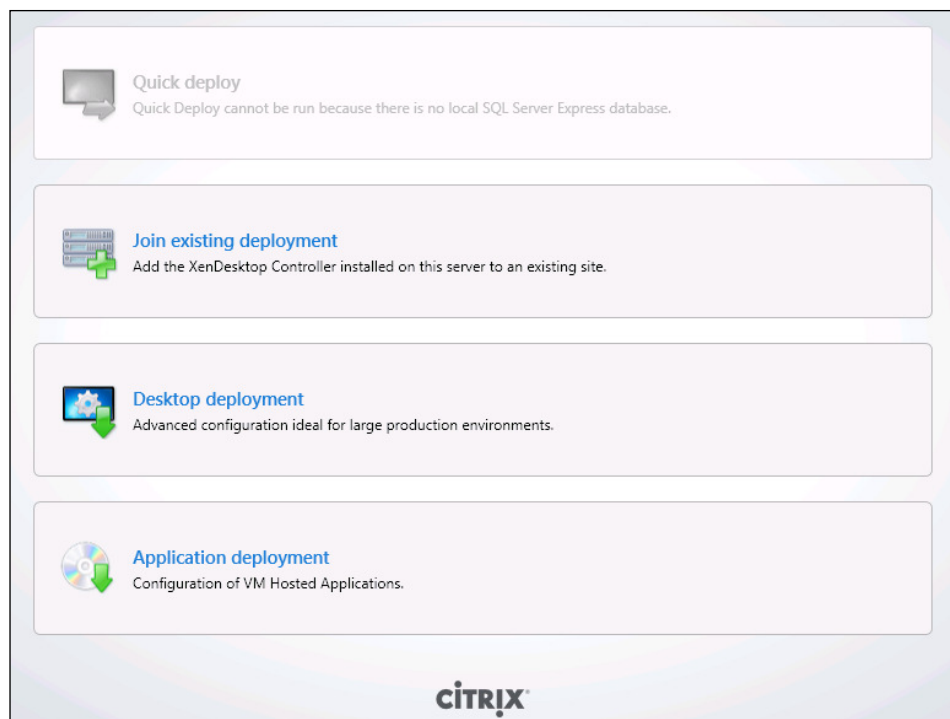 Quick deploy
Quick Deploy cannot be run because there is no local SQL Server Express database.
Join existing deployment
Add the XenDesktop Controller installed on this server to an existing site.
Desktop deployment
Advanced configuration ideal for large production environments.
Application deployment
Configuration of VM Hosted Applications.
CITRIX